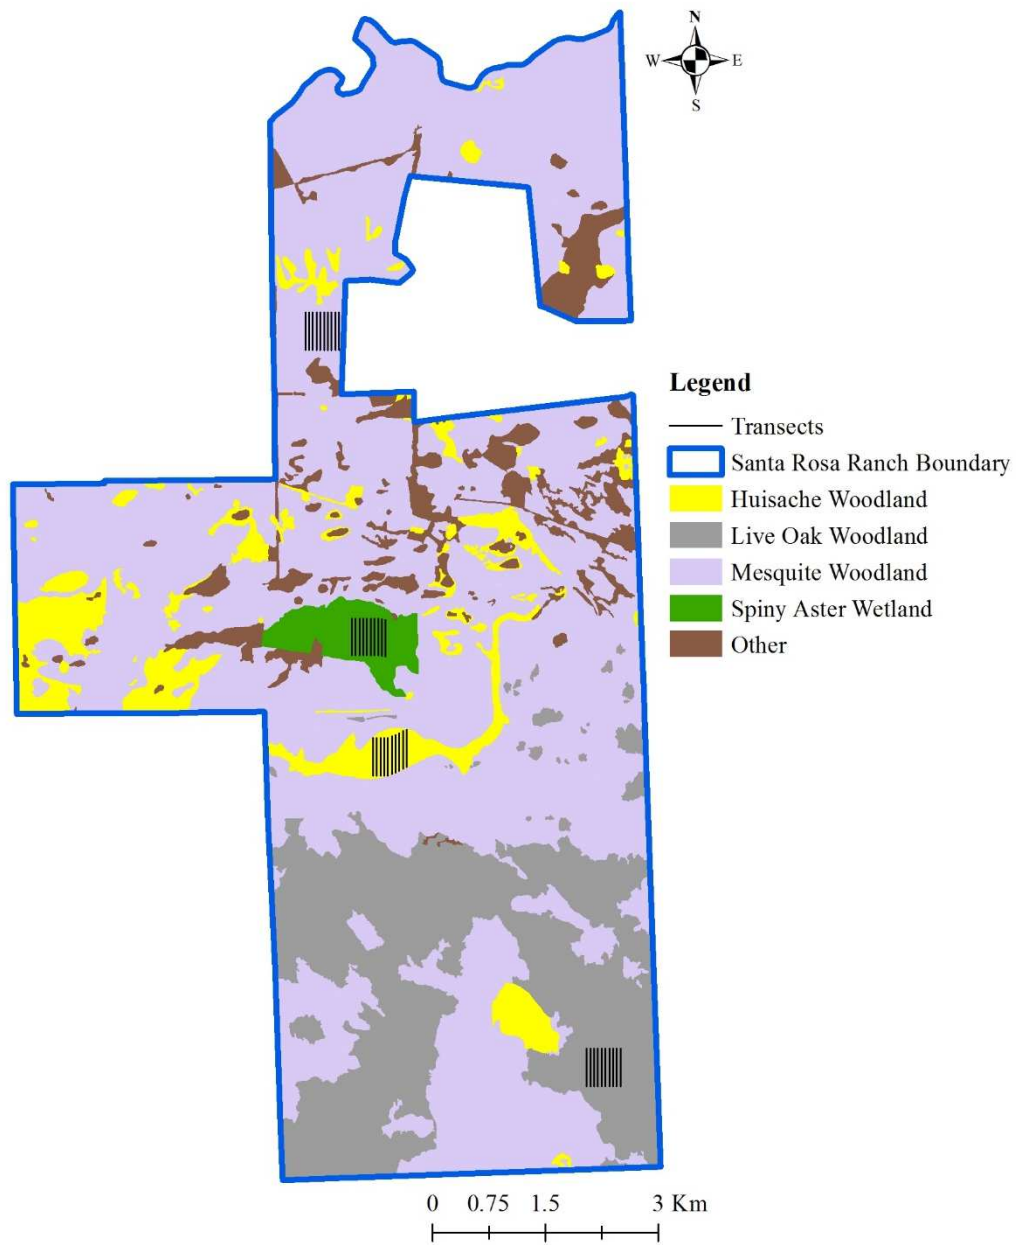 N
W E
S
Legend
Transects
Santa Rosa Ranch Boundary
Huisache Woodland
Live Oak Woodland
Mesquite Woodland
Spiny Aster Wetland
Other
0 0.75 1.5 3 Km